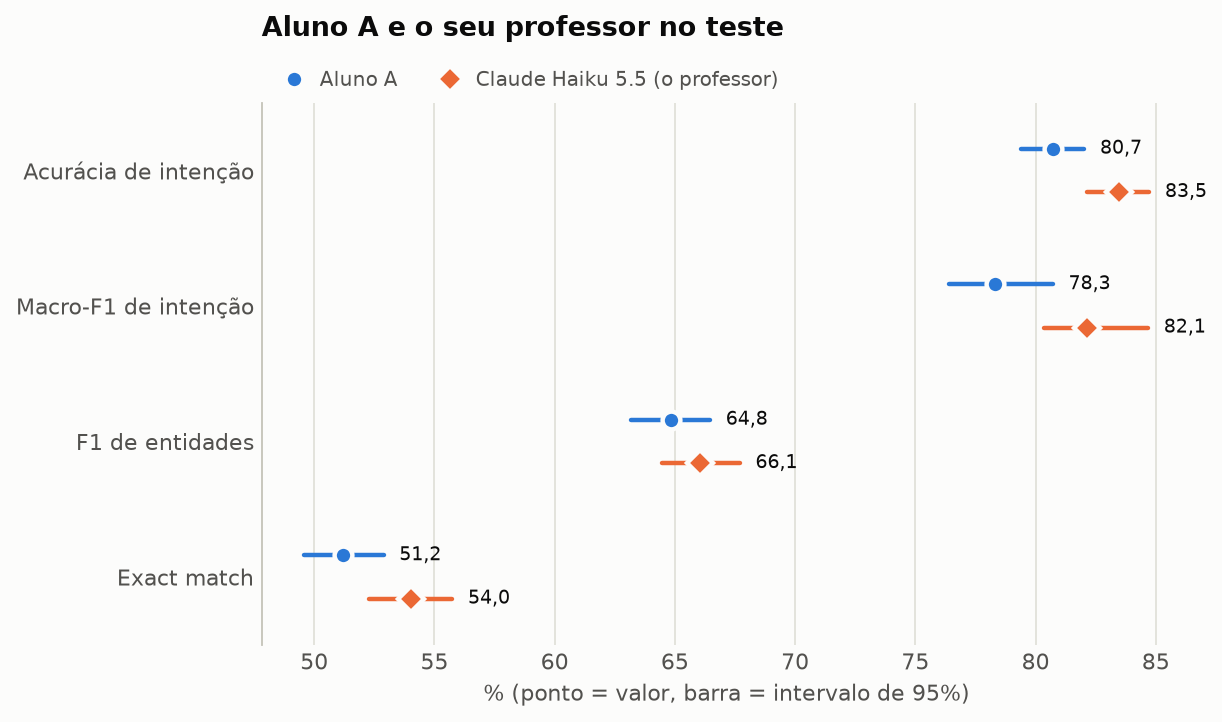 Aluno A e o seu professor no teste
Aluno A
Claude Haiku 5.5 (o professor)
Acurácia de intenção
80,7
83,5
Macro-F1 de intenção
78,3
82,1
F1 de entidades
64,8
66,1
Exact match
51,2
54,0
50 55 60 65 70 75 80 85
% (ponto = valor, barra = intervalo de 95%)